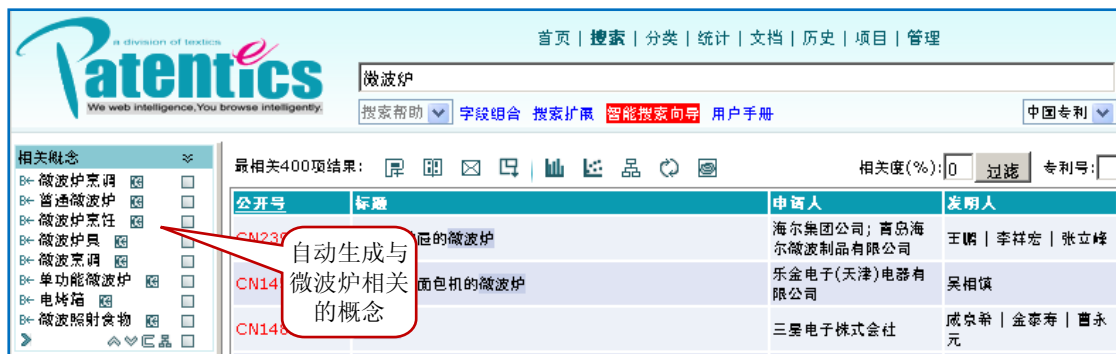 a division of textics
Patentics
We web intelligence, You browse intelligently.
首页 | 搜索 | 分类 | 统计 | 文档 | 历史 | 项目 | 管理
微波炉
搜索帮助 字段组合 搜索扩展 智能搜索向导 用户手册 中国专利
相关概念
最相关400项结果: 相关度(%): 0 过滤 专利号:
B← 微波炉烹调
B← 普通微波炉
B← 微波炉烹饪
B← 微波炉具
B← 微波烹调
B← 单功能微波炉
B← 电烤箱
B← 微波照射食物
自动生成与
微波炉相关
的概念
公开号 标题 申请人 发明人
CN23 的微波炉 海尔集团公司; 青岛海
尔微波制品有限公司 王鹏 | 李祥宏 | 张立峰
CN14 面包机的微波炉 乐金电子(天津)电器有
限公司 吴相镇
CN148 三星电子株式会社 咸京希 | 金泰寿 | 曹永
元